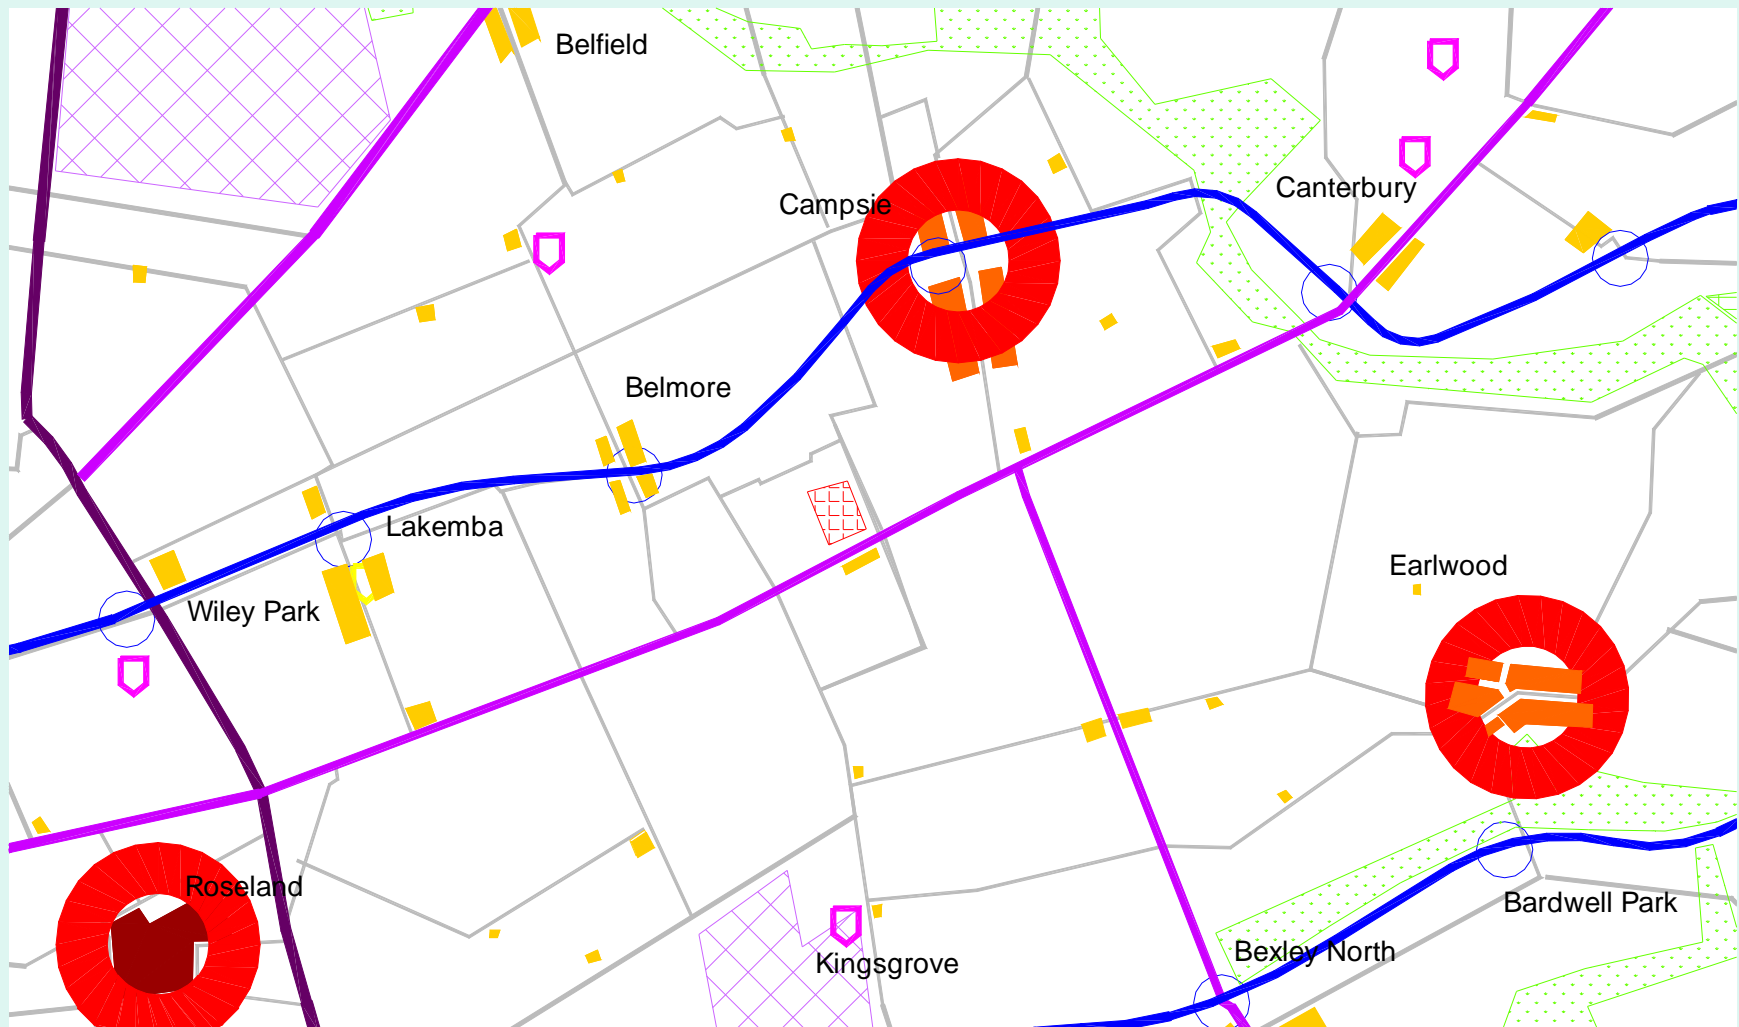 Belfield
Canterbury
Campsie
Belmore
Lakemba
Earlwood
Wiley Park
Roseland
Bardwell Park
Bexley North
Kingsgrove